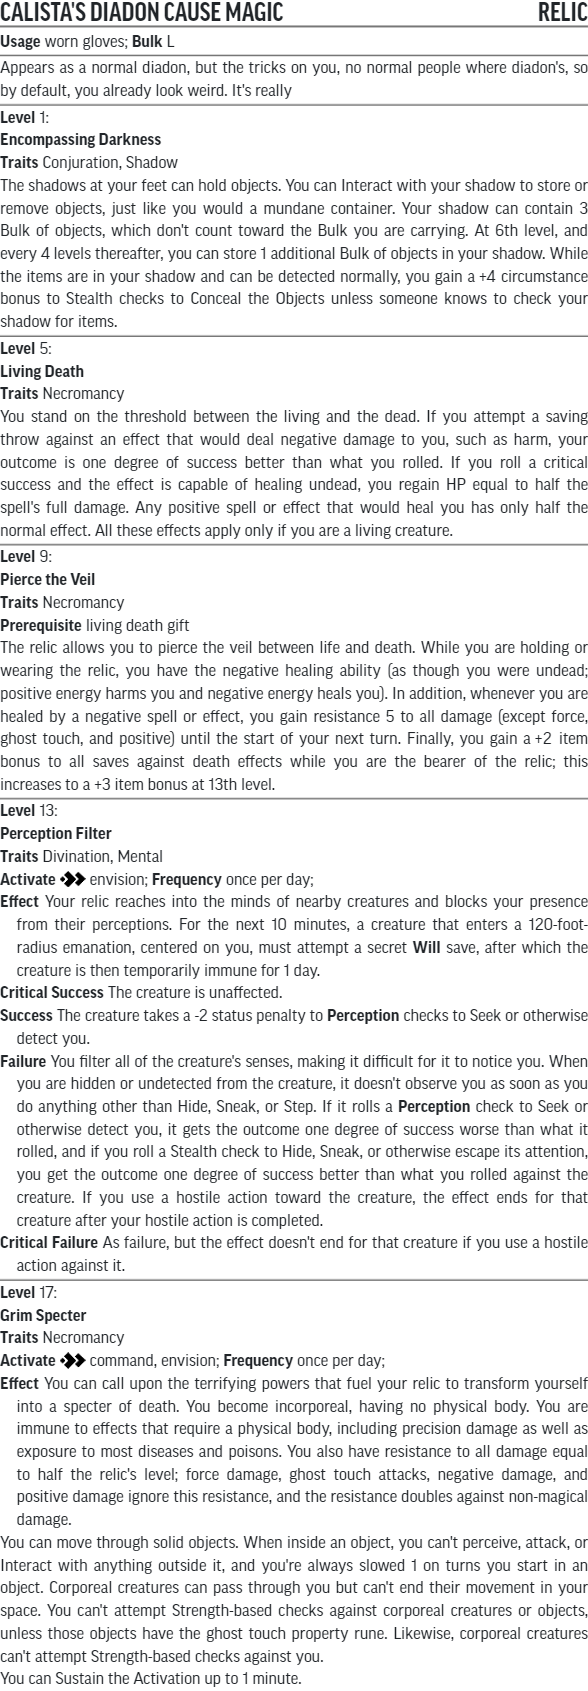 CALISTA'S DIADON CAUSE MAGIC RELIC
Usage worn gloves; Bulk L
Appears as a normal diadon, but the tricks on you, no normal people where diadon's, so
by default, you already look weird. It's really
Level 1:
Encompassing Darkness
Traits Conjuration, Shadow
The shadows at your feet can hold objects. You can Interact with your shadow to store or
remove objects, just like you would a mundane container. Your shadow can contain 3
Bulk of objects, which don't count toward the Bulk you are carrying. At 6th level, and
every 4 levels thereafter, you can store 1 additional Bulk of objects in your shadow. While
the items are in your shadow and can be detected normally, you gain a +4 circumstance
bonus to Stealth checks to Conceal the Objects unless someone knows to check your
shadow for items.
Level 5:
Living Death
Traits Necromancy
You stand on the threshold between the living and the dead. If you attempt a saving
throw against an effect that would deal negative damage to you, such as harm, your
outcome is one degree of success better than what you rolled. If you roll a critical
success and the effect is capable of healing undead, you regain HP equal to half the
spell's full damage. Any positive spell or effect that would heal you has only half the
normal effect. All these effects apply only if you are a living creature.
Level 9:
Pierce the Veil
Traits Necromancy
Prerequisite living death gift
The relic allows you to pierce the veil between life and death. While you are holding or
wearing the relic, you have the negative healing ability (as though you were undead;
positive energy harms you and negative energy heals you). In addition, whenever you are
healed by a negative spell or effect, you gain resistance 5 to all damage (except force,
ghost touch, and positive) until the start of your next turn. Finally, you gain a +2 item
bonus to all saves against death effects while you are the bearer of the relic; this
increases to a +3 item bonus at 13th level.
Level 13:
Perception Filter
Traits Divination, Mental
Activate envision; Frequency once per day;
Effect Your relic reaches into the minds of nearby creatures and blocks your presence
from their perceptions. For the next 10 minutes, a creature that enters a 120-foot-
radius emanation, centered on you, must attempt a secret Will save, after which the
creature is then temporarily immune for 1 day.
Critical Success The creature is unaffected.
Success The creature takes a -2 status penalty to Perception checks to Seek or otherwise
detect you.
Failure You filter all of the creature's senses, making it difficult for it to notice you. When
you are hidden or undetected from the creature, it doesn't observe you as soon as you
do anything other than Hide, Sneak, or Step. If it rolls a Perception check to Seek or
otherwise detect you, it gets the outcome one degree of success worse than what it
rolled, and if you roll a Stealth check to Hide, Sneak, or otherwise escape its attention,
you get the outcome one degree of success better than what you rolled against the
creature. If you use a hostile action toward the creature, the effect ends for that
creature after your hostile action is completed.
Critical Failure As failure, but the effect doesn't end for that creature if you use a hostile
action against it.
Level 17:
Grim Specter
Traits Necromancy
Activate command, envision; Frequency once per day;
Effect You can call upon the terrifying powers that fuel your relic to transform yourself
into a specter of death. You become incorporeal, having no physical body. You are
immune to effects that require a physical body, including precision damage as well as
exposure to most diseases and poisons. You also have resistance to all damage equal
to half the relic's level; force damage, ghost touch attacks, negative damage, and
positive damage ignore this resistance, and the resistance doubles against non-magical
damage.
You can move through solid objects. When inside an object, you can't perceive, attack, or
Interact with anything outside it, and you're always slowed 1 on turns you start in an
object. Corporeal creatures can pass through you but can't end their movement in your
space. You can't attempt Strength-based checks against corporeal creatures or objects,
unless those objects have the ghost touch property rune. Likewise, corporeal creatures
can't attempt Strength-based checks against you.
You can Sustain the Activation up to 1 minute.